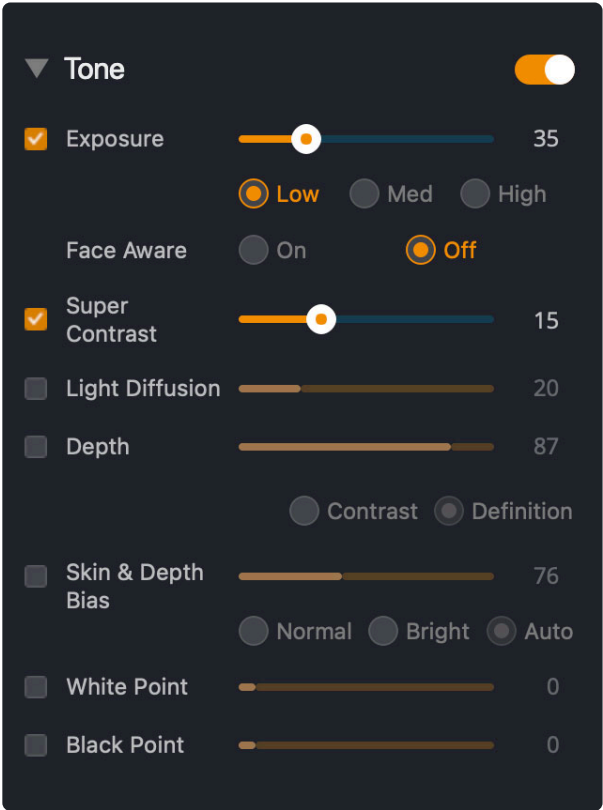 Tone
Exposure 35
Low Med High
Face Aware On Off
Super
Contrast 15
Light Diffusion 20
Depth 87
Contrast Definition
Skin & Depth
Bias 76
Normal Bright Auto
White Point 0
Black Point 0